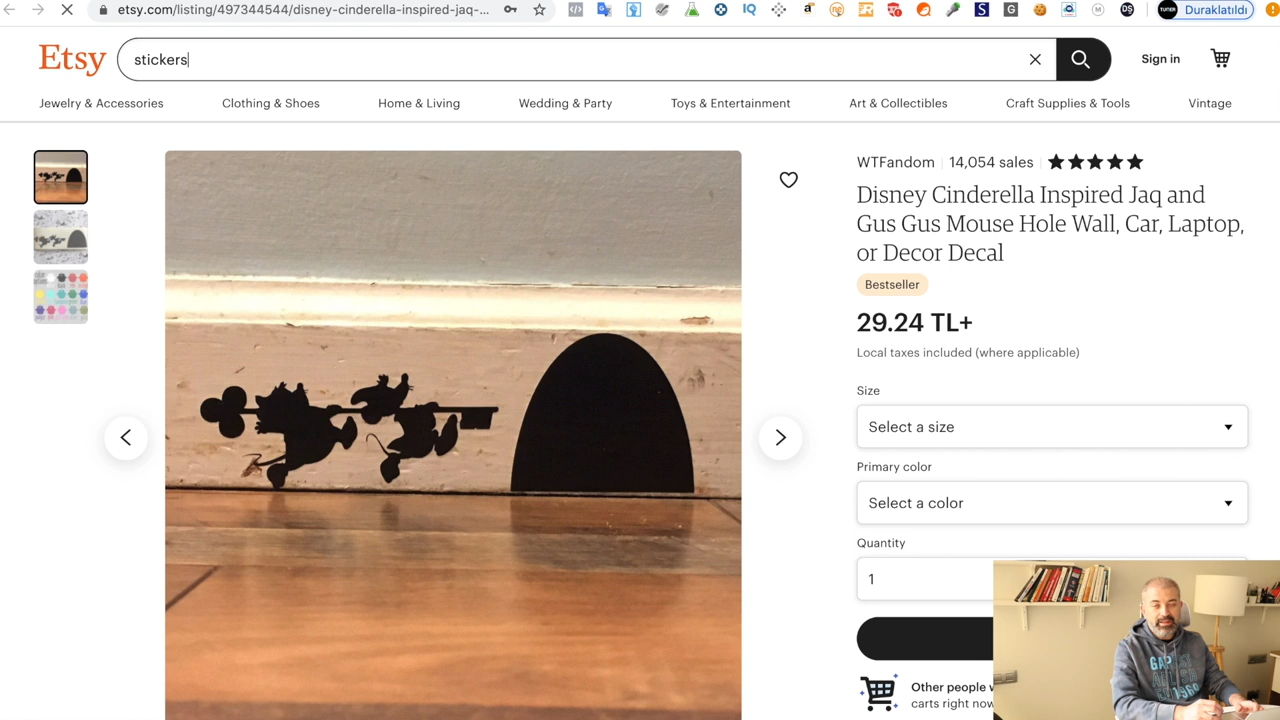 etsy.com/listing/497344544/disney-cinderella-inspired-jaq-...
IQ
S
G
M
DS
TUNER
Duraklatıldı
Etsy
stickers
Sign in
Jewelry & Accessories
Clothing & Shoes
Home & Living
Wedding & Party
Toys & Entertainment
Art & Collectibles
Craft Supplies & Tools
Vintage
WTFandom
14,054 sales
Disney Cinderella Inspired Jaq and
Gus Gus Mouse Hole Wall, Car, Laptop,
or Decor Decal
Bestseller
29.24 TL+
Local taxes included (where applicable)
Size
Select a size
Primary color
Select a color
Quantity
1
Other people
carts right now